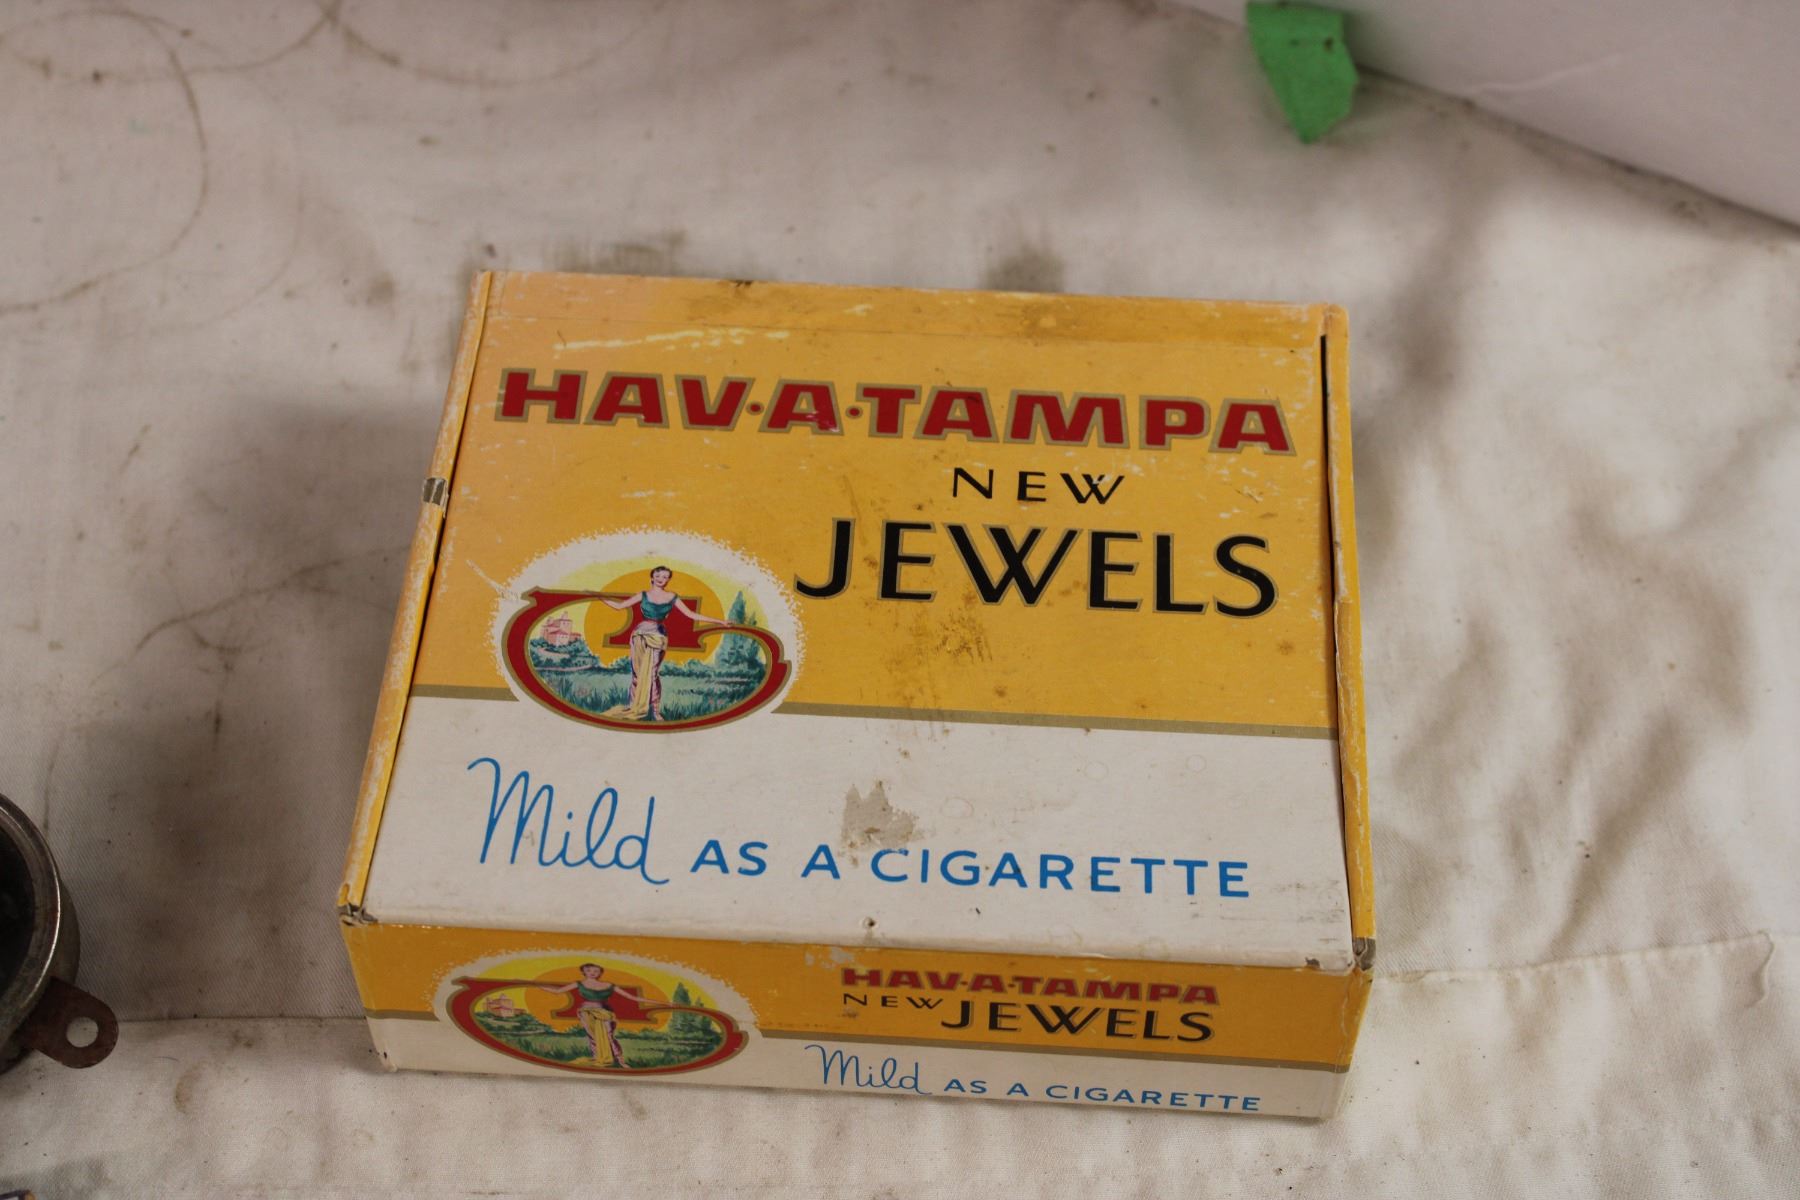 HAV·A·TAMPA
NEW
JEWELS
Mild AS A CIGARETTE
HAV·A·TAMPA
NEW JEWELS
Mild AS A CIGARETTE